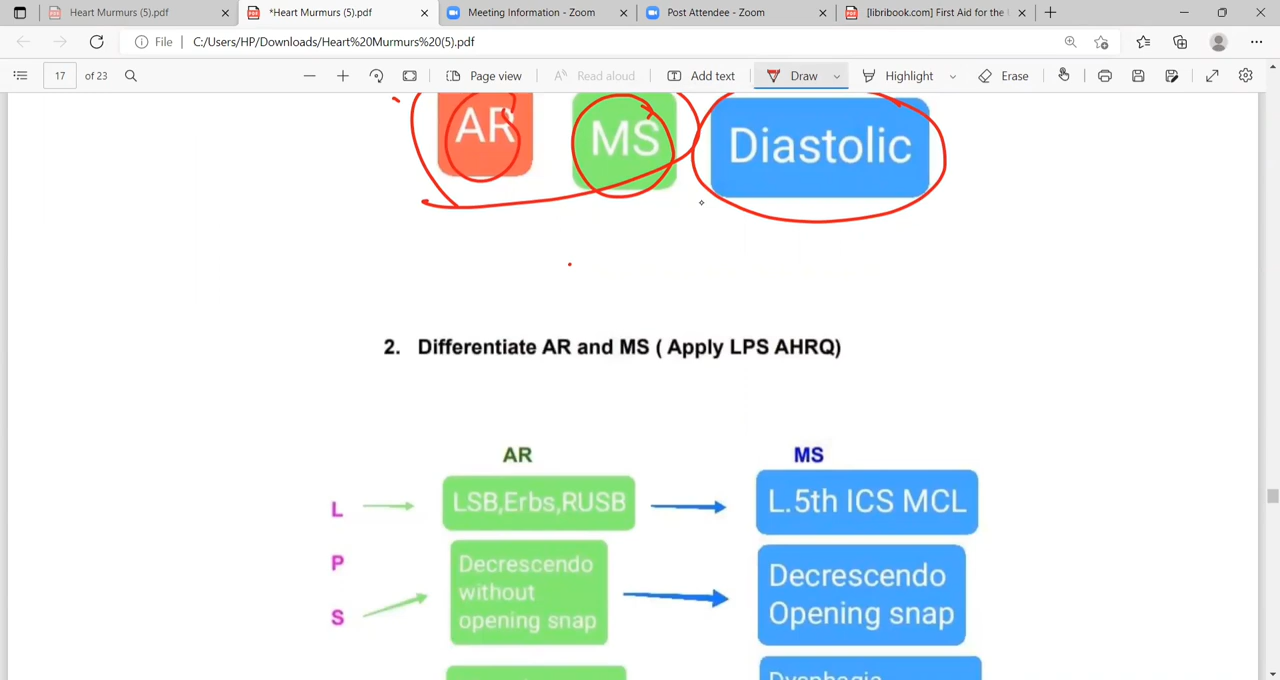 Heart Murmurs (5).pdf
*Heart Murmurs (5).pdf
Meeting Information - Zoom
Post Attendee - Zoom
[libribook.com] First Aid for the
File
C:/Users/HP/Downloads/Heart%20Murmurs%20(5).pdf
17 of 23
Page view
Read aloud
Add text
Draw
Highlight
Erase
AR
MS
Diastolic
2. Differentiate AR and MS ( Apply LPS AHRQ)
AR
MS
L
LSB,Erbs,RUSB
L.5th ICS MCL
P
S
Decrescendo
without
opening snap
Decrescendo
Opening snap
Dysphagia